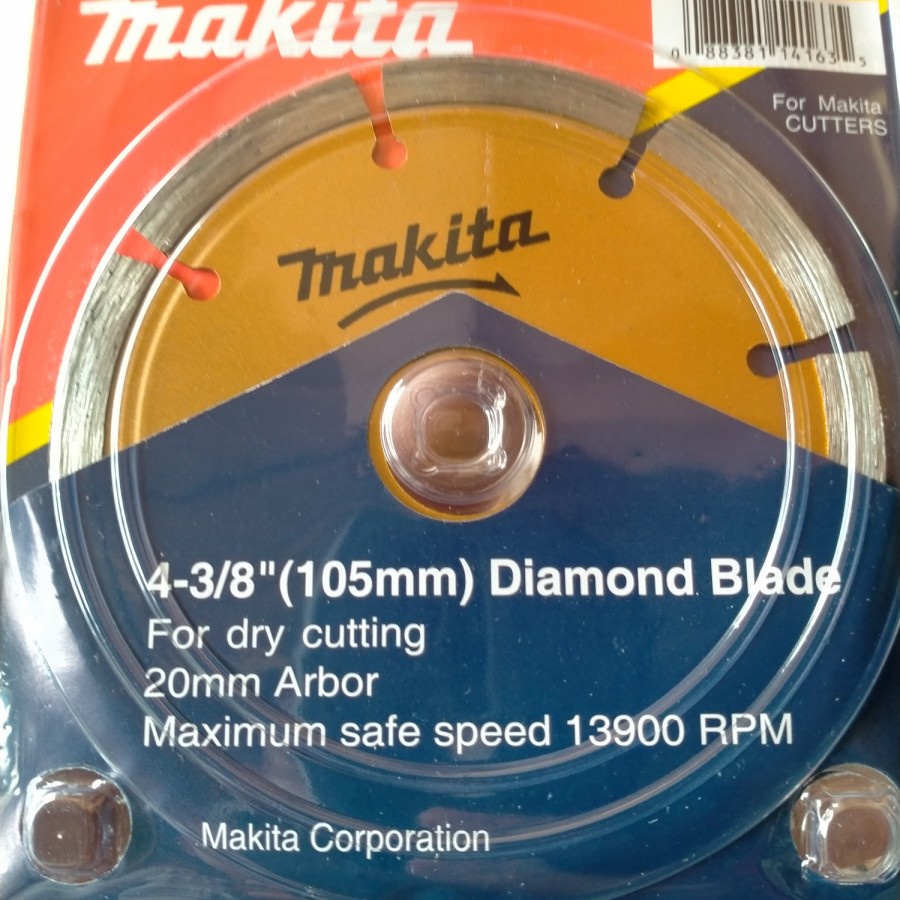 makita
0 88381 14163 5
For Makita
CUTTERS
makita
4-3/8"(105mm) Diamond Blade
For dry cutting
20mm Arbor
Maximum safe speed 13900 RPM
Makita Corporation